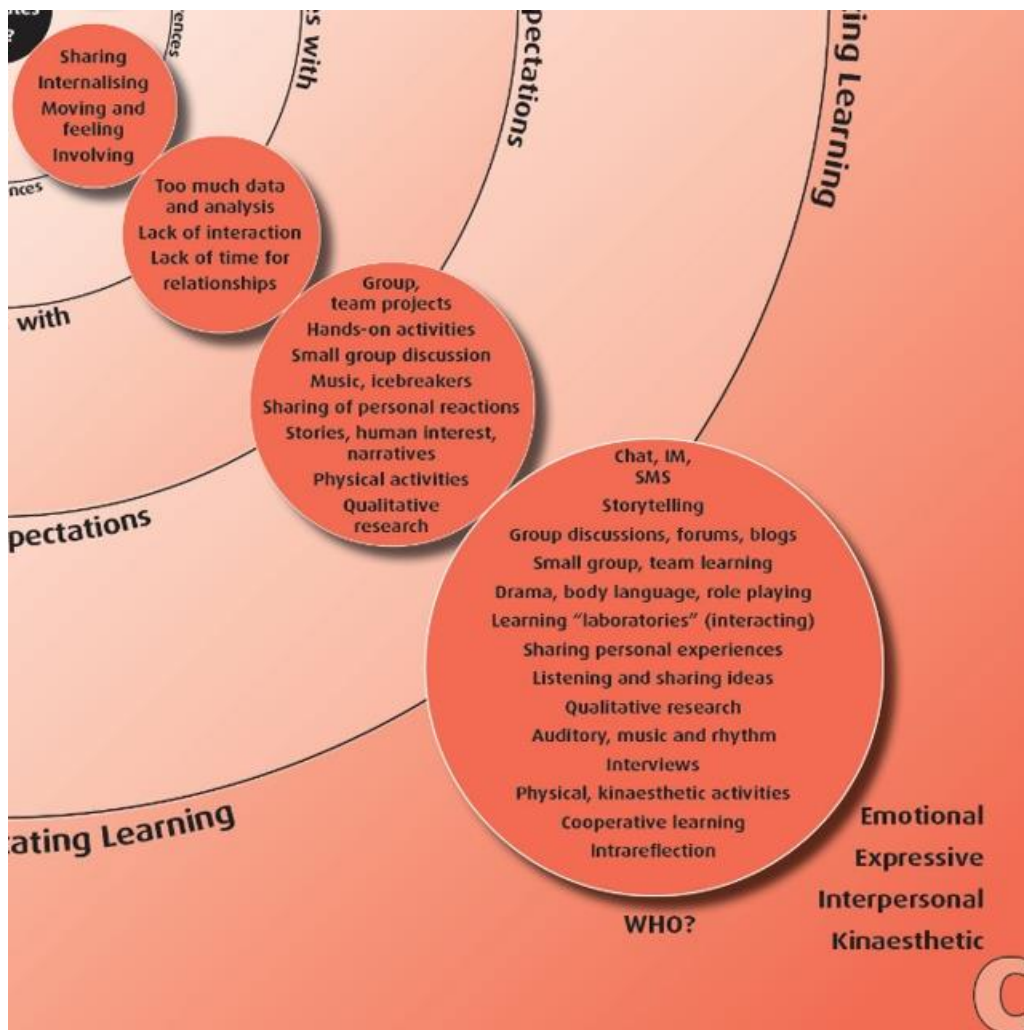 Sharing
Internalising
Moving and
feeling
Involving
Too much data
and analysis
Lack of interaction
Lack of time for
relationships
Group,
team projects
Hands-on activities
Small group discussion
Music, icebreakers
Sharing of personal reactions
Stories, human interest,
narratives
Physical activities
Qualitative
research
Chat, IM,
SMS
Storytelling
Group discussions, forums, blogs
Small group, team learning
Drama, body language, role playing
Learning “laboratories” (interacting)
Sharing personal experiences
Listening and sharing ideas
Qualitative research
Auditory, music and rhythm
Interviews
Physical, kinaesthetic activities
Cooperative learning
Intrareflection
WHO?
Emotional
Expressive
Interpersonal
Kinaesthetic
C
?
rences
s with
pectations
ing Learning
nces
with
pectations
ating Learning